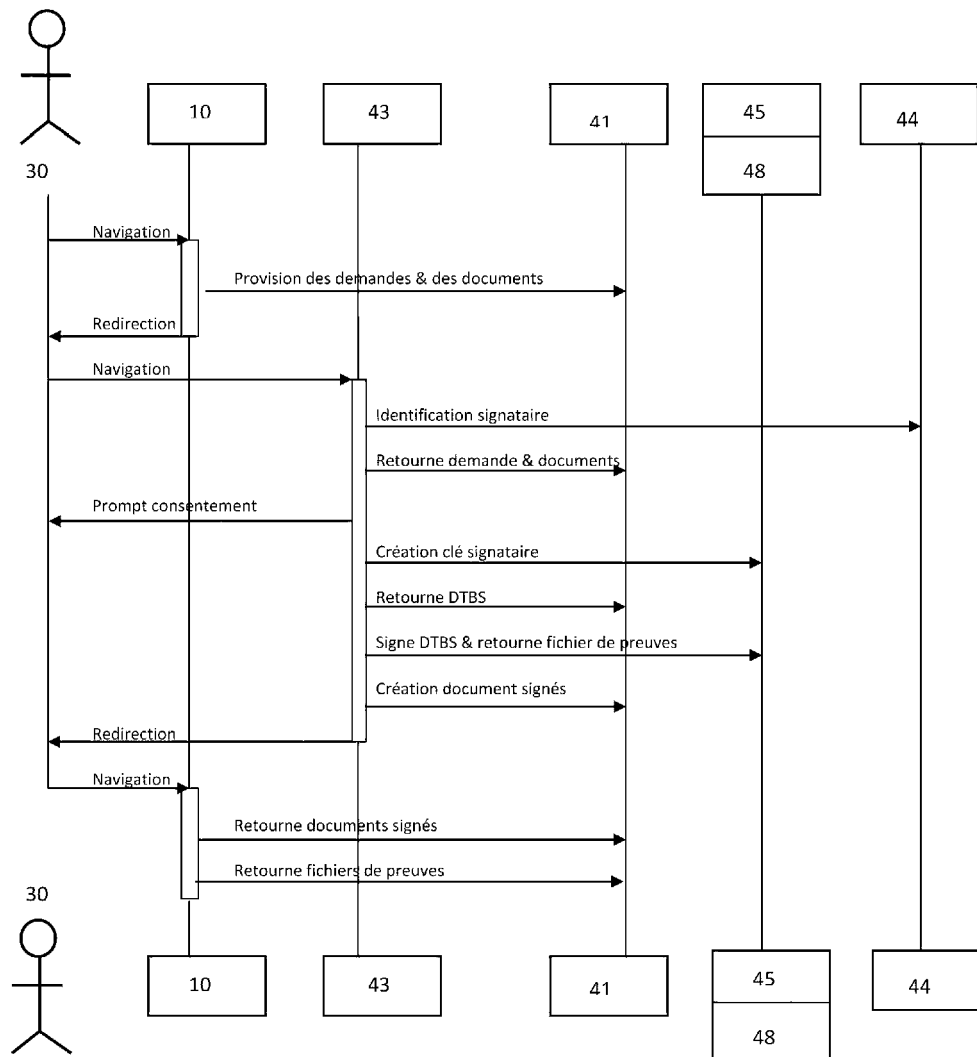 10
43
41
45
44
48
30
Navigation
Provision des demandes & des documents
Redirection
Navigation
Identification signataire
Retourne demande & documents
Prompt consentement
Création clé signataire
Retourne DTBS
Signe DTBS & retourne fichier de preuves
Création document signés
Redirection
Navigation
Retourne documents signés
Retourne fichiers de preuves
30
10
43
41
45
44
48